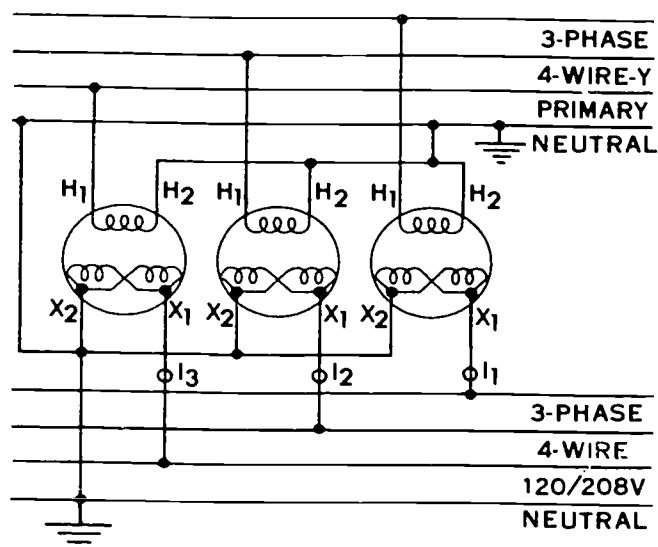 3-PHASE
4-WIRE-Y
PRIMARY
NEUTRAL
H1 H2 H1 H2 H1 H2
X2 X1 X2 X1 X2 X1
I3 I2 I1
3-PHASE
4-WIRE
120/208V
NEUTRAL